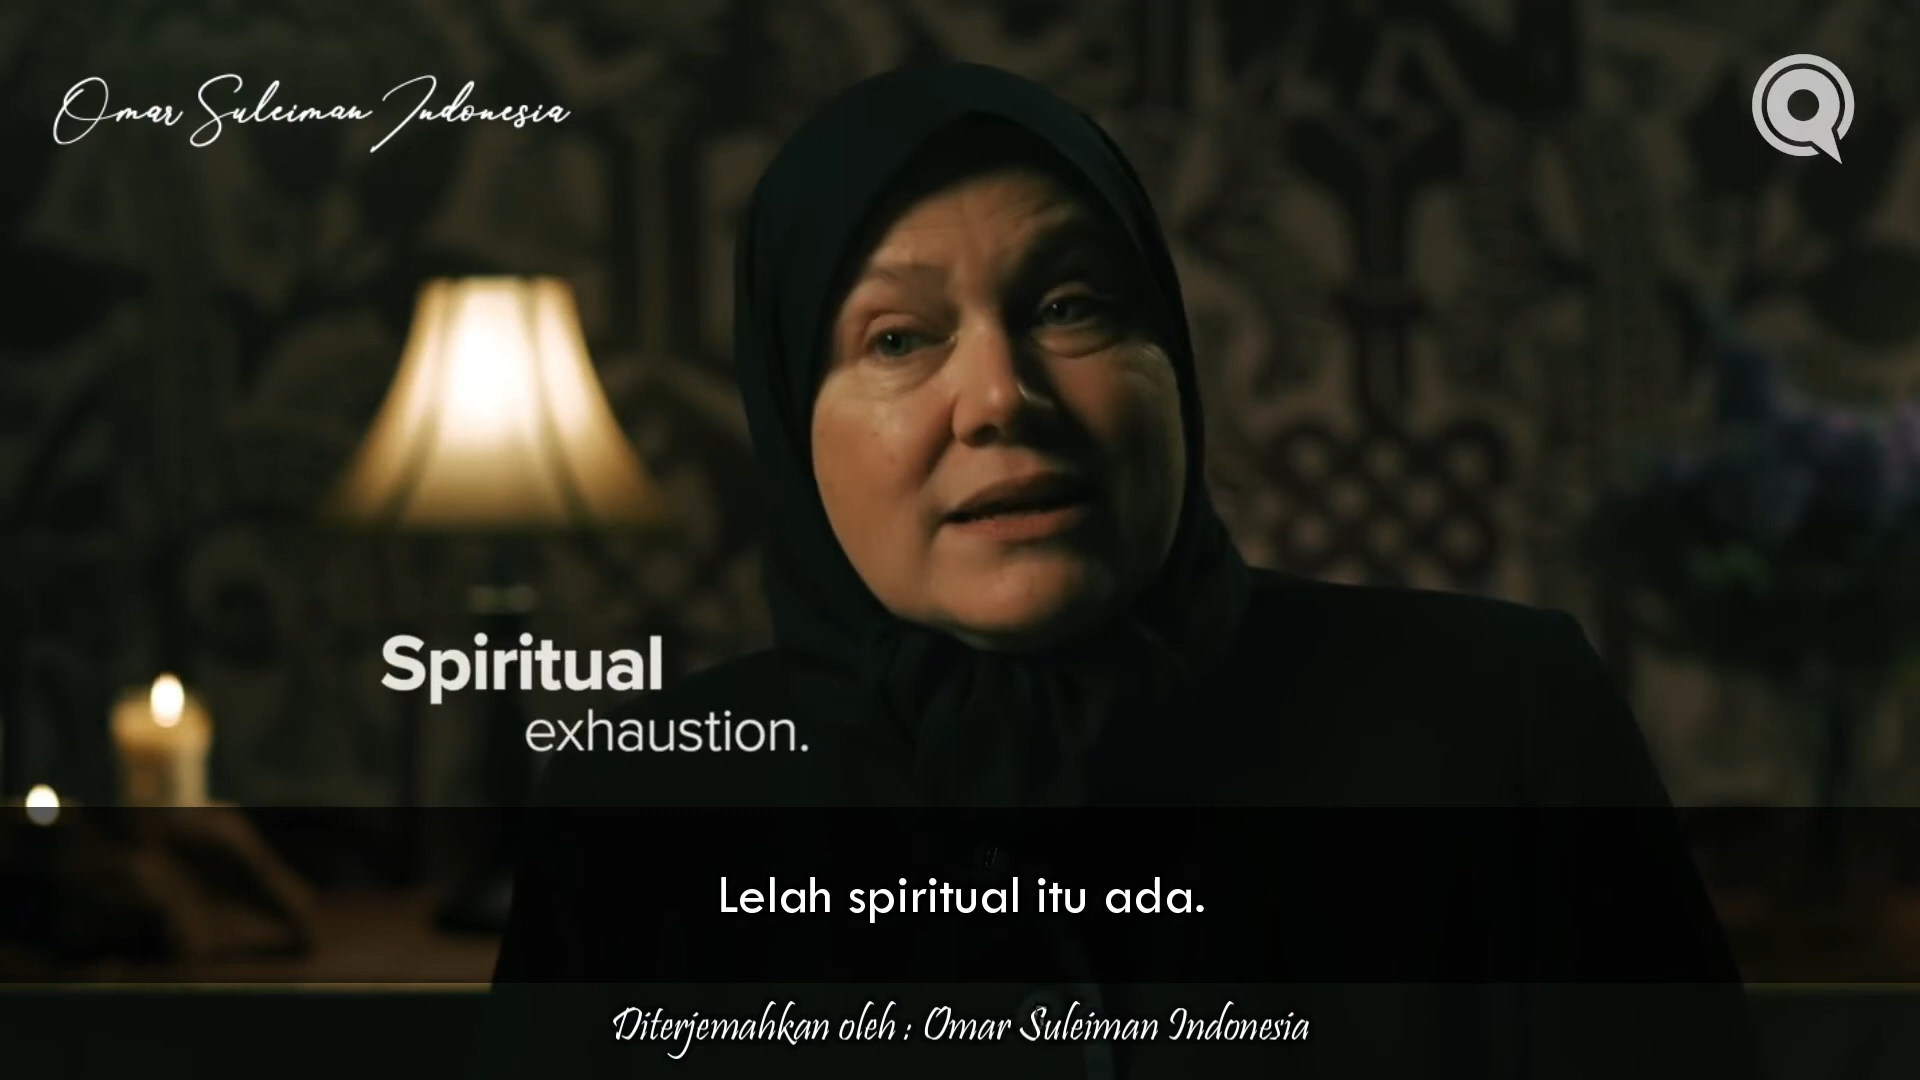 Omar Suleiman Indonesia
Spiritual
exhaustion.
Lelah spiritual itu ada.
Diterjemahkan oleh : Omar Suleiman Indonesia